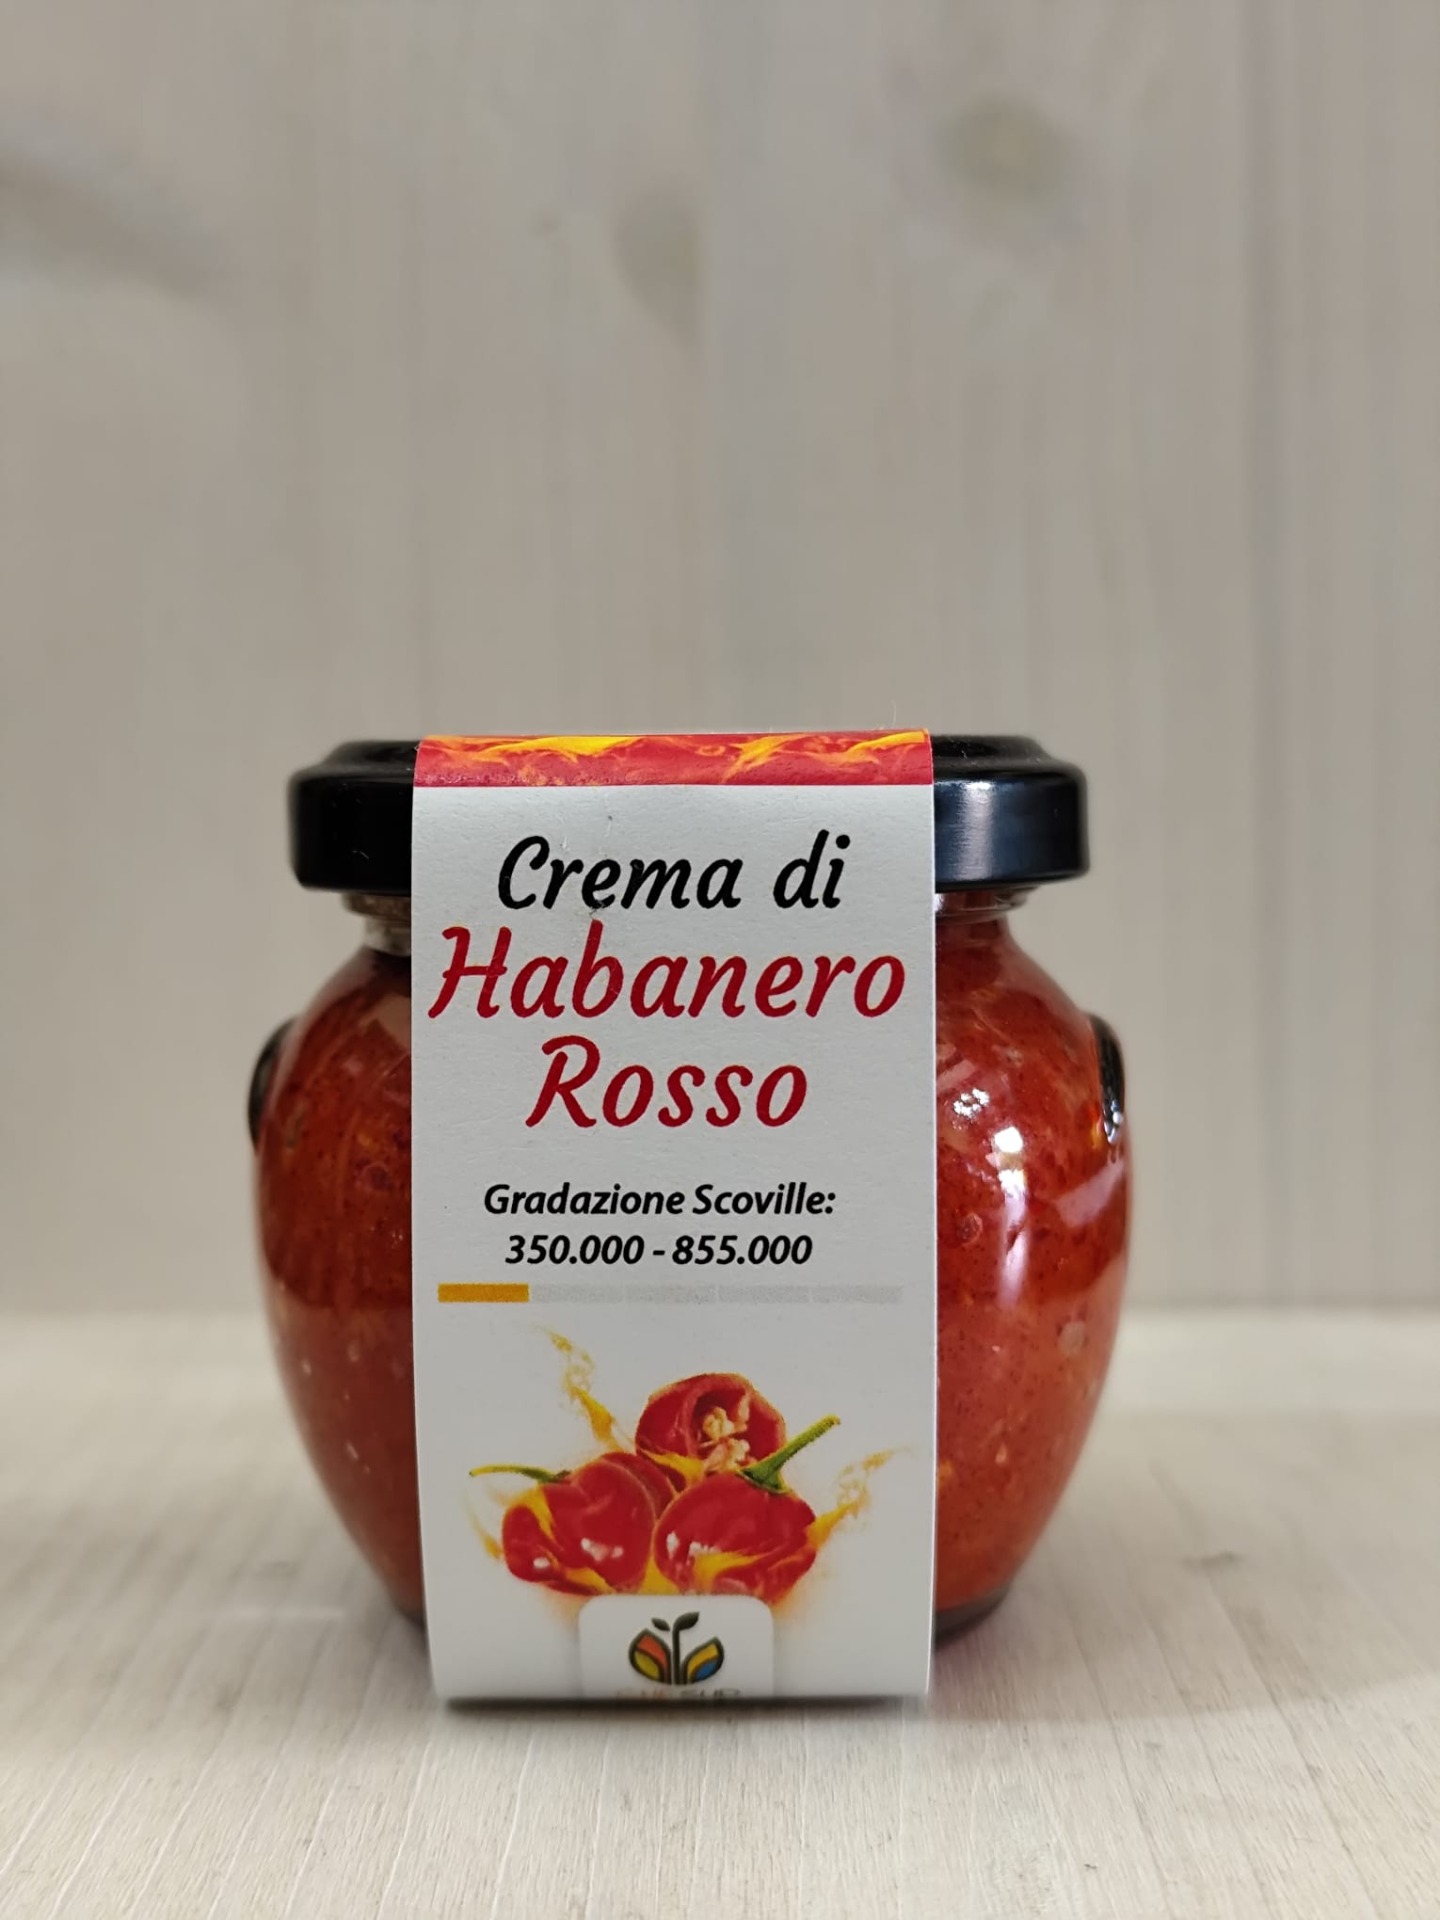 Crema di
Habanero
Rosso
Gradazione Scoville:
350.000 - 855.000